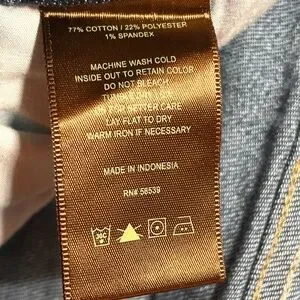 77% COTTON / 22% POLYESTER
1% SPANDEX
MACHINE WASH COLD
INSIDE OUT TO RETAIN COLOR
DO NOT BLEACH
FOR BETTER CARE
LAY FLAT TO DRY
WARM IRON IF NECESSARY
MADE IN INDONESIA
RN# 58539